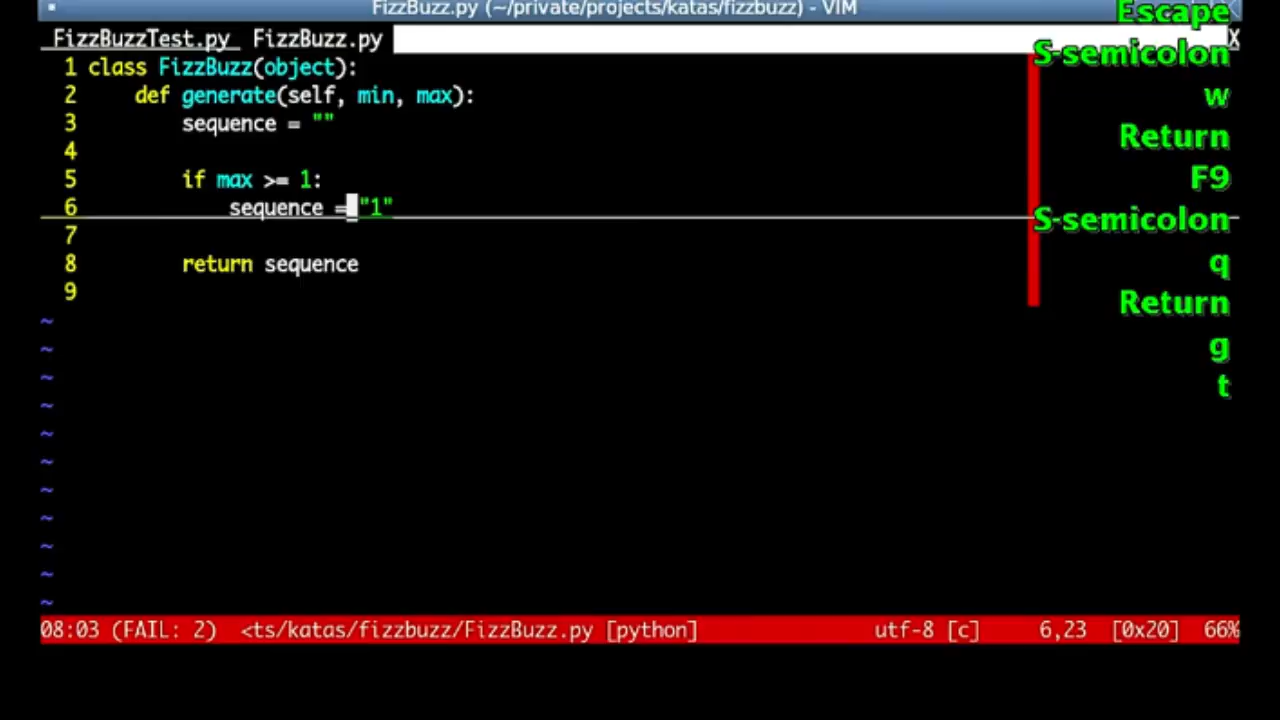 FizzBuzz.py (~/private/projects/katas/fizzbuzz) - VIM
FizzBuzzTest.py FizzBuzz.py X
1 class FizzBuzz(object):
2     def generate(self, min, max):
3         sequence = ""
4
5         if max >= 1:
6             sequence = "1"
7
8         return sequence
9
~
~
~
~
~
~
~
~
~
~
~
08:03 (FAIL: 2) <ts/katas/fizzbuzz/FizzBuzz.py [python] utf-8 [c] 6,23 [0x20] 66%
Escape
S-semicolon
w
Return
F9
S-semicolon
q
Return
g
t